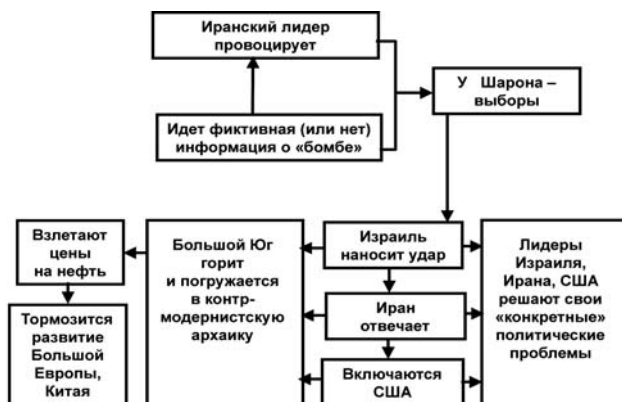 Иранский лидер
провоцирует
У Шарона –
выборы
Идет фиктивная (или нет)
информация о «бомбе»
Взлетают
цены
на нефть
Большой Юг
горит
и погружается
в контр-
модернистскую
архаику
Израиль
наносит удар
Лидеры
Израиля,
Ирана, США
решают свои
«конкретные»
политические
проблемы
Иран
отвечает
Тормозится
развитие
Большой
Европы,
Китая
Включаются
США